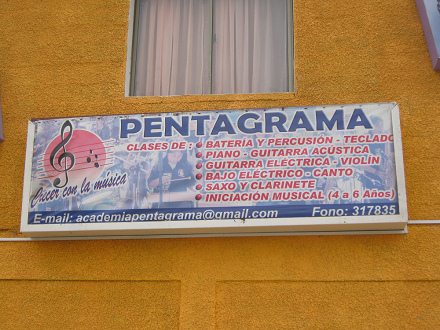 PENTAGRAMA
CLASES DE : • BATERÍA Y PERCUSIÓN - TECLADO
• PIANO - GUITARRA ACÚSTICA
• GUITARRA ELÉCTRICA - VIOLÍN
• BAJO ELÉCTRICO - CANTO
• SAXO Y CLARINETE
• INICIACIÓN MUSICAL (4 a 6 Años)
Crecer con la música
E-mail: academiapentagrama@gmail.com Fono: 317835